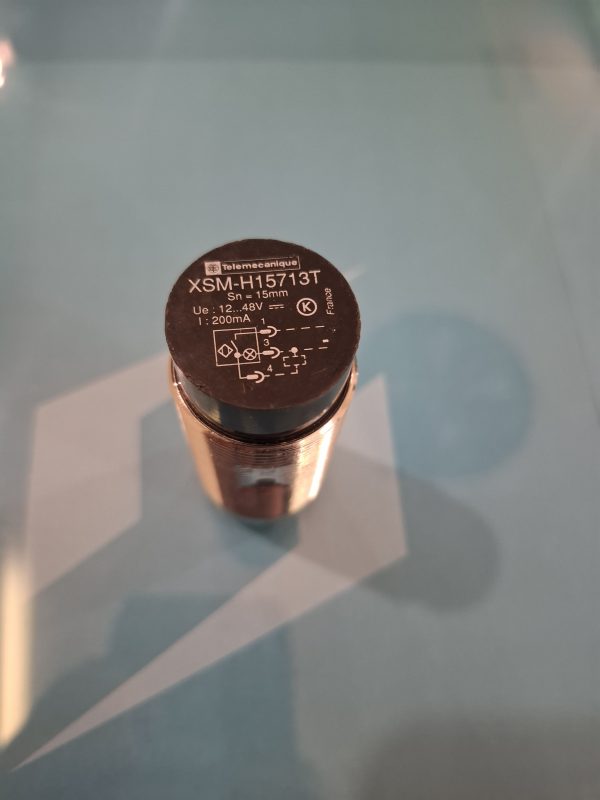 Telemecanique
XSM-H15713T
Sn = 15mm
Ue : 12...48V ⎓
I : 200mA
K
France
1
3
4